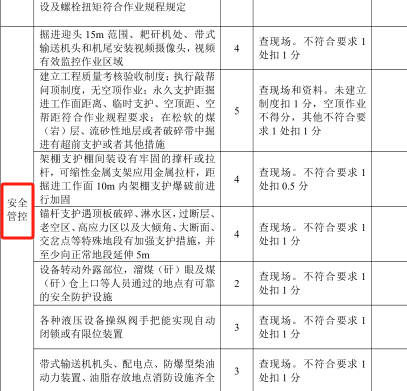 设及螺栓扭矩符合作业规程规定
掘进迎头 15m 范围、耙矸机处、带式
输送机头和机尾安装视频摄像头，视频
有效监控作业区域
4
查现场。不符合要求 1
处扣 1 分
建立工程质量考核验收制度；执行敲帮
问顶制度，无空顶作业；永久支护距掘
进工作面距离、临时支护、空顶距、空
帮距符合作业规程要求；在松软的煤
（岩）层、流砂性地层或者破碎带中掘
进有超前支护或者其他措施
5
查现场和资料。未建立
制度扣 1 分，空顶作业
不得分，其他不符合要
求 1 处扣 1 分
架棚支护棚间装设有牢固的撑杆或拉
杆，可缩性金属支架应用金属拉杆，距
掘进工作面 10m 内架棚支护爆破前进
行加固
4
查现场。不符合要求 1
处扣 0.5 分
安全
管控
锚杆支护遇顶板破碎、淋水区，过断层、
老空区、高应力区以及大倾角、大断面、
交岔点等特殊地段有加强支护措施，并
至少向正常地段延伸 5m
4
查现场。不符合要求 1
处扣 1 分
设备转动外露部位，溜煤（矸）眼及煤
（矸）仓上口等人员通过的地点有可靠
的安全防护设施
2
查现场。不符合要求 1
处扣 1 分
各种液压设备操纵阀手把能实现自动
闭锁或有限位装置
3
查现场。不符合要求 1
处扣 1 分
带式输送机机头、配电点、防爆型柴油
动力装置、油脂存放地点消防设施齐全
3
查现场。不符合要求 1
处扣 1 分